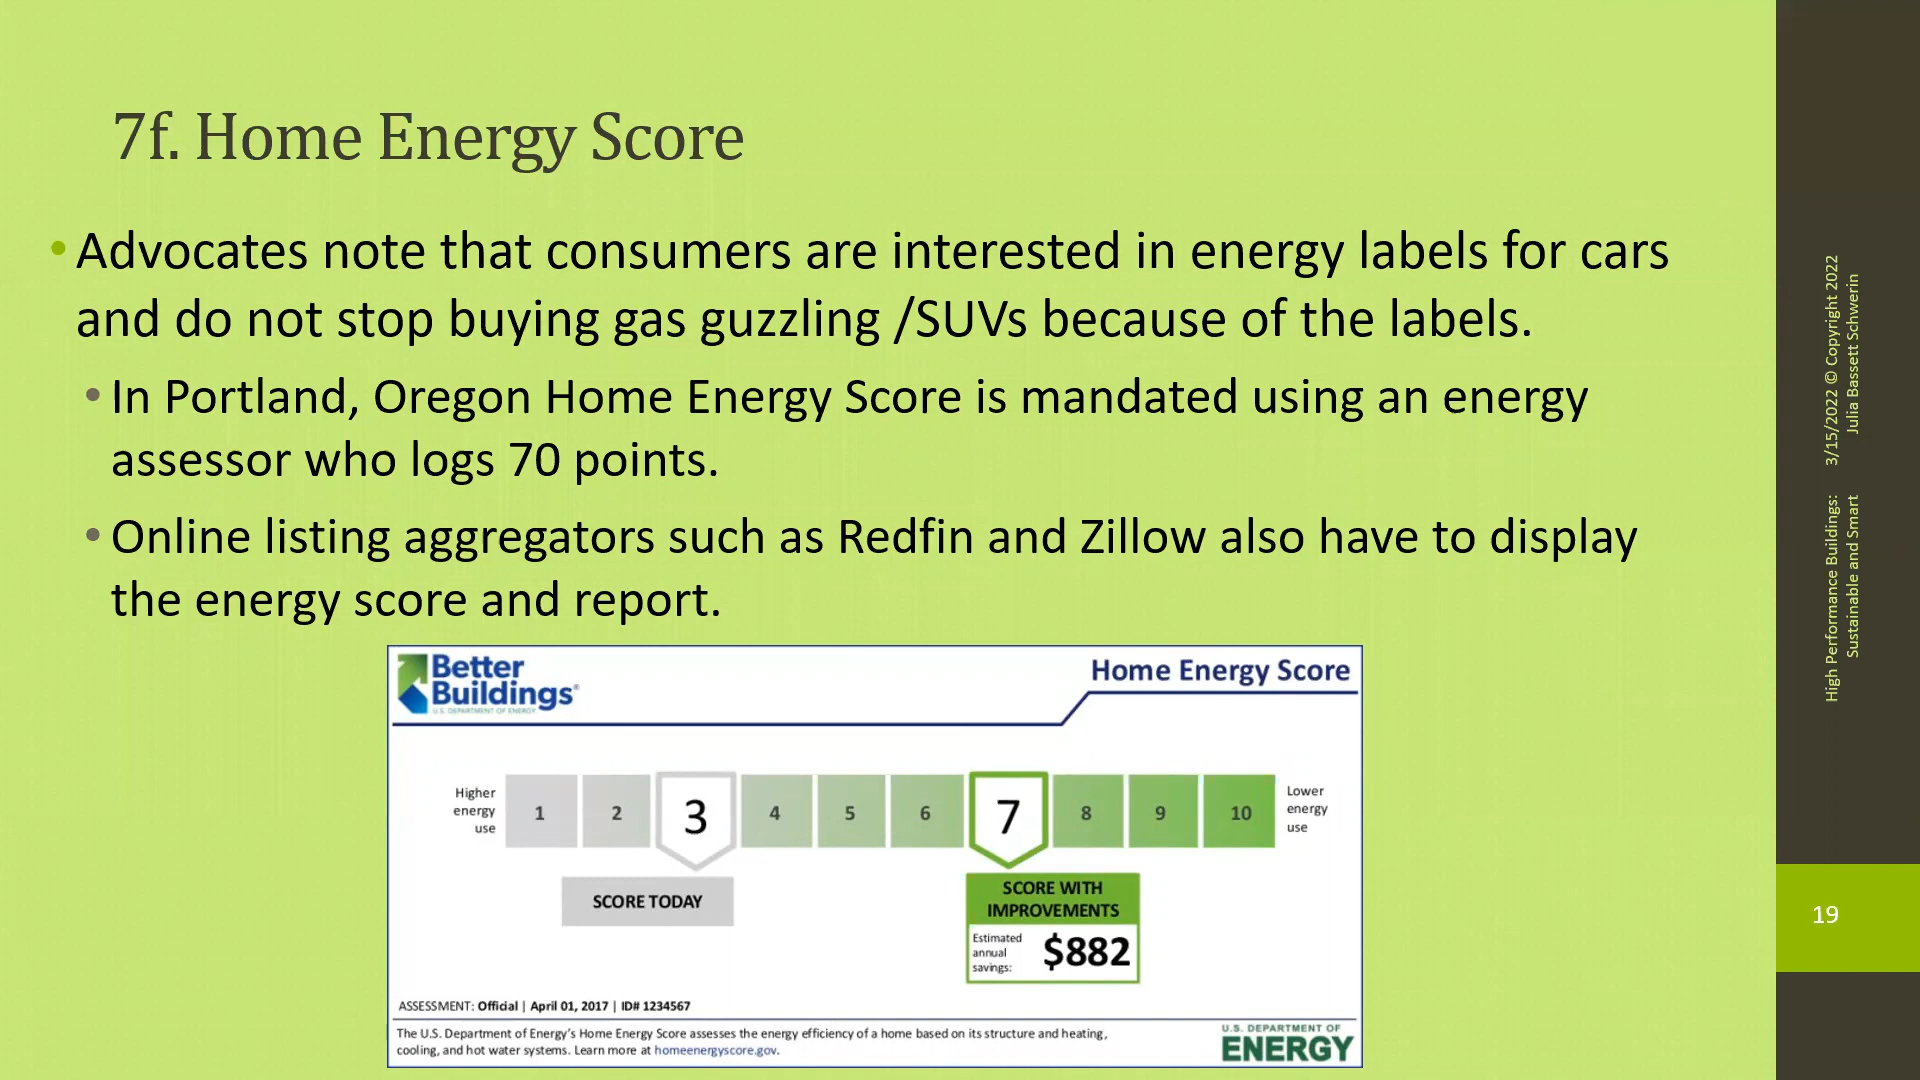 7f. Home Energy Score
•Advocates note that consumers are interested in energy labels for cars
and do not stop buying gas guzzling /SUVs because of the labels.
•In Portland, Oregon Home Energy Score is mandated using an energy
assessor who logs 70 points.
•Online listing aggregators such as Redfin and Zillow also have to display
the energy score and report.
Better
Buildings®
U.S. DEPARTMENT OF ENERGY
Home Energy Score
Higher
energy
use
1 2 3 4 5 6 7 8 9 10
Lower
energy
use
SCORE TODAY
SCORE WITH
IMPROVEMENTS
Estimated
annual
savings:
$882
ASSESSMENT: Official | April 01, 2017 | ID# 1234567
The U.S. Department of Energy's Home Energy Score assesses the energy efficiency of a home based on its structure and heating,
cooling, and hot water systems. Learn more at homeenergyscore.gov.
U.S. DEPARTMENT OF
ENERGY
3/15/2022 © Copyright 2022
Julia Bassett Schwerin
High Performance Buildings:
Sustainable and Smart
19